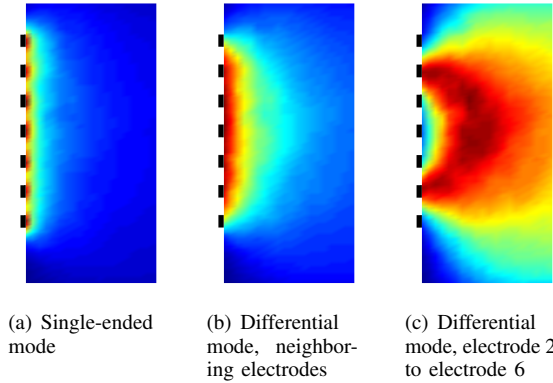 (a) Single-ended
mode
(b) Differential
mode, neighbor-
ing electrodes
(c) Differential
mode, electrode 2
to electrode 6